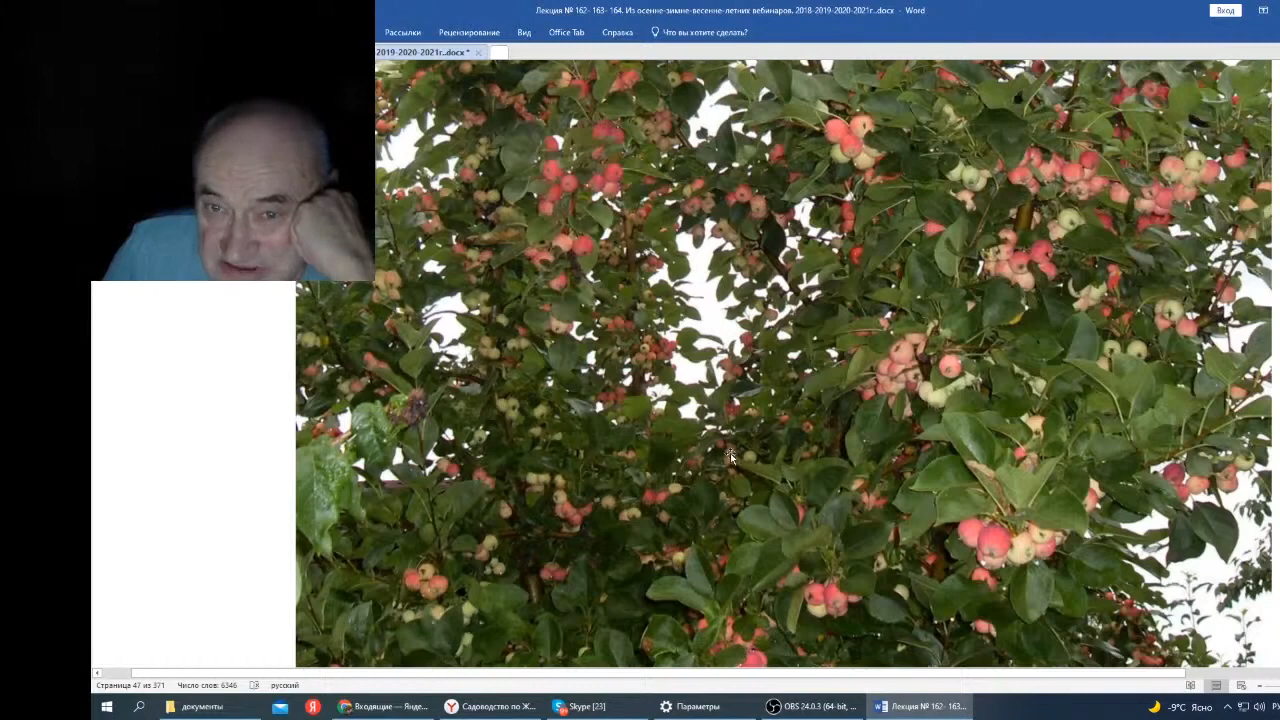 Лекция № 162- 163- 164. Из осенне-зимне-весенне-летних вебинаров. 2018-2019-2020-2021г...docx - Word
Вход
Рассылки Рецензирование Вид Office Tab Справка Что вы хотите сделать?
2019-2020-2021г...docx *
Страница 47 из 371 Число слов: 6346 русский
документы Входящие — Янде... Садоводство по Ж... Skype [23] Параметры OBS 24.0.3 (64-bit, ... Лекция № 162- 163... -9°C Ясно